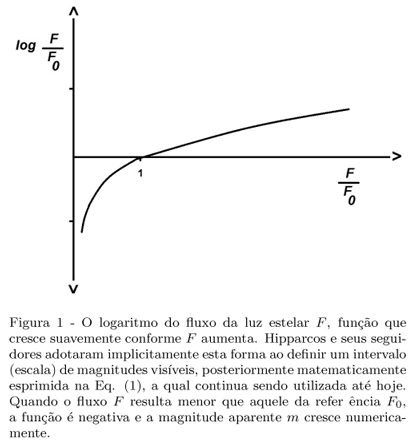 log F/F0
1
F/F0
Figura 1 - O logaritmo do fluxo da luz estelar F, função que
cresce suavemente conforme F aumenta. Hipparcos e seus segui-
dores adotaram implicitamente esta forma ao definir um intervalo
(escala) de magnitudes visíveis, posteriormente matematicamente
esprimida na Eq. (1), a qual continua sendo utilizada até hoje.
Quando o fluxo F resulta menor que aquele da refer ência F0,
a função é negativa e a magnitude aparente m cresce numerica-
mente.